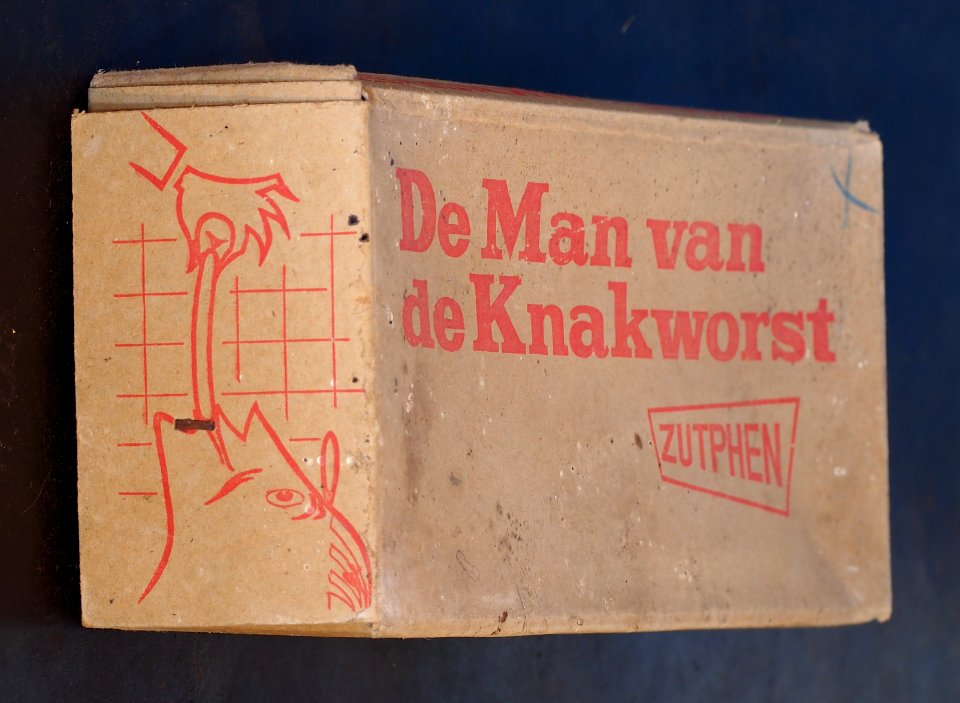 De Man van
de Knakworst
ZUTPHEN